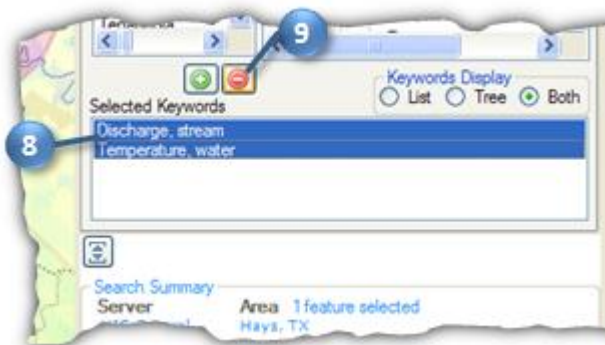 9
Keywords Display
Selected Keywords
List Tree Both
8
Discharge, stream
Temperature, water
Search Summary
Server Area 1 feature selected
Hays, TX